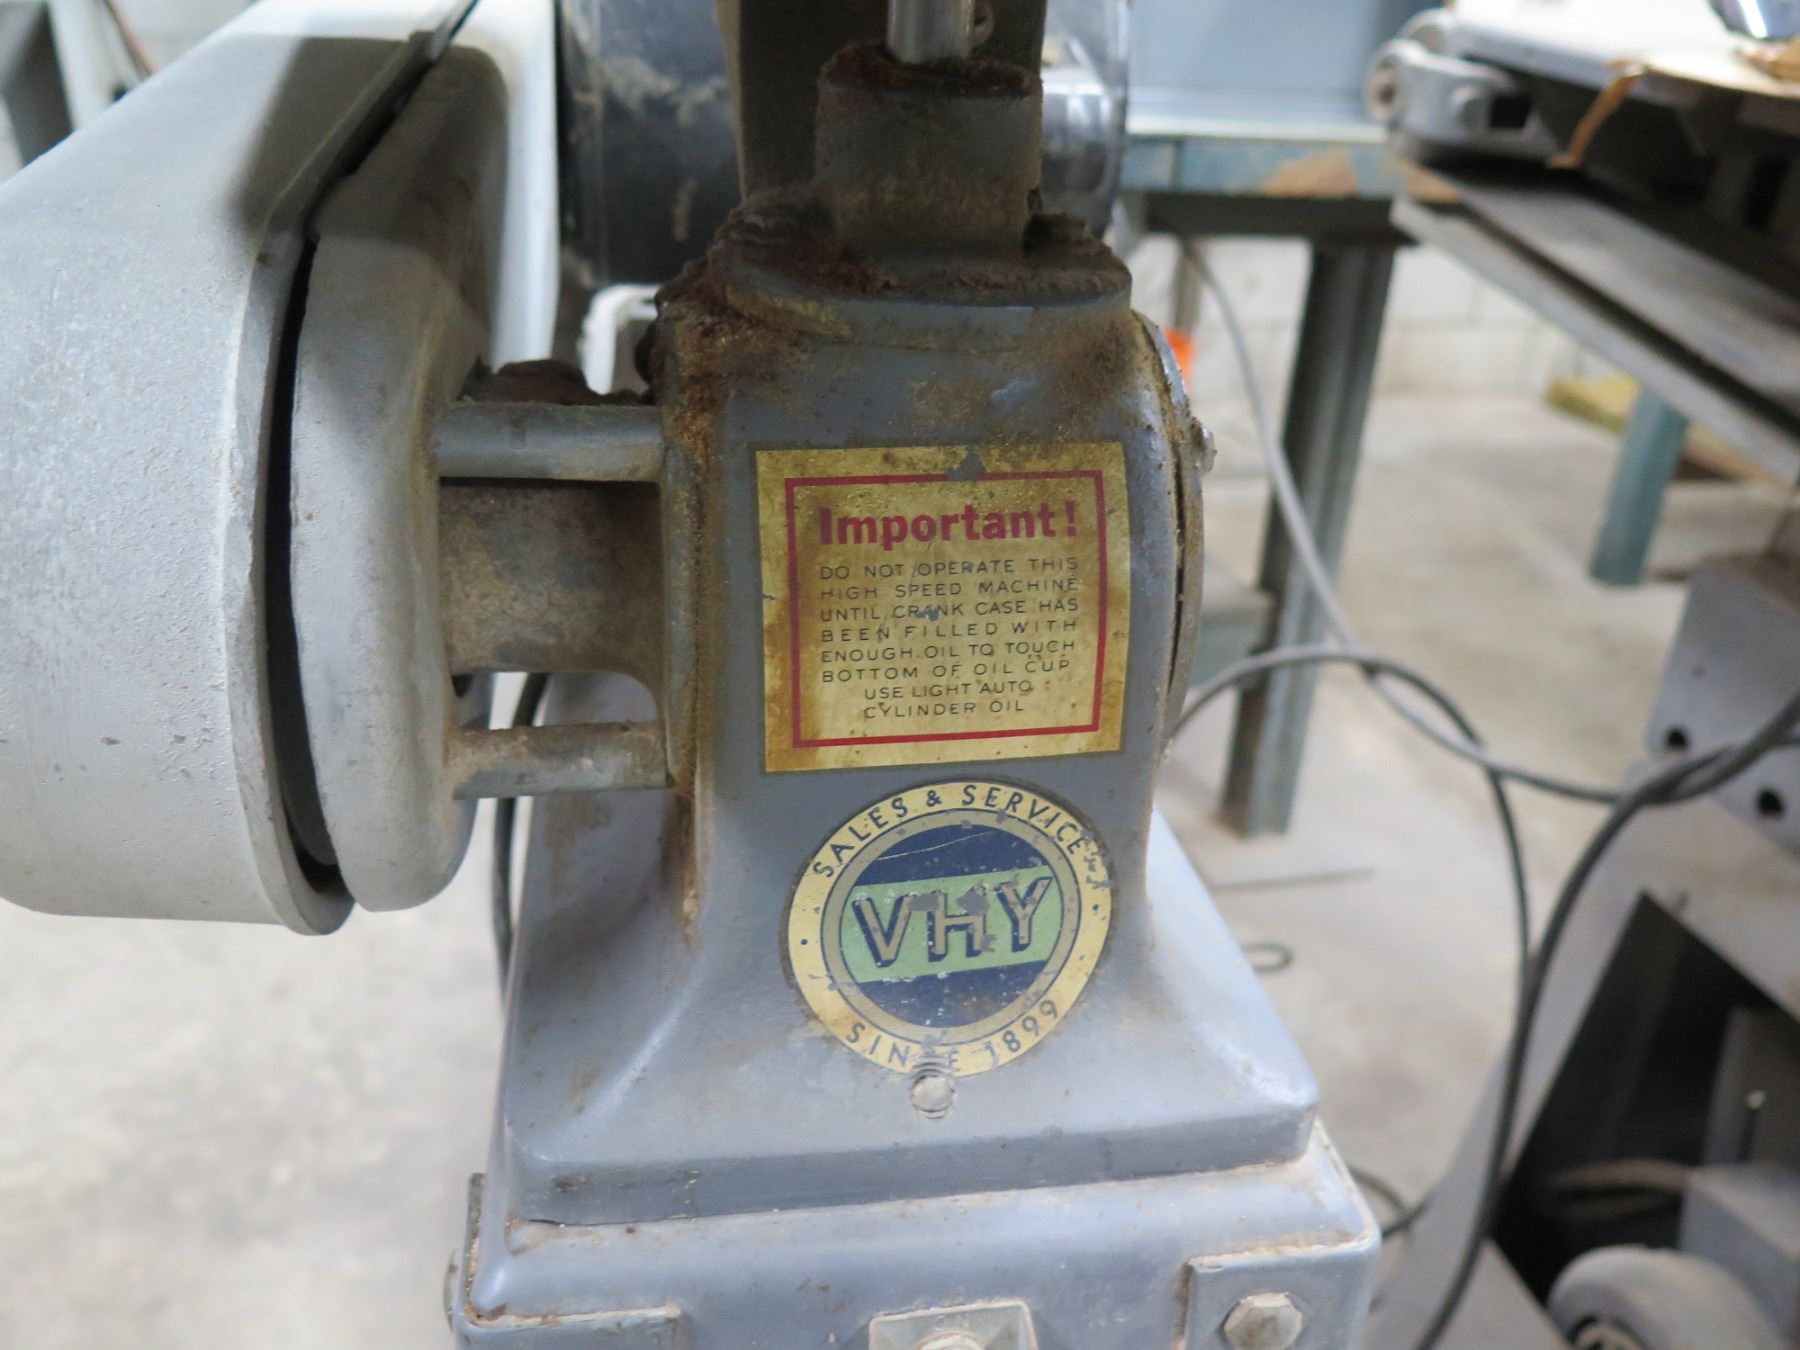 Important!
DO NOT OPERATE THIS
HIGH SPEED MACHINE
UNTIL CRANK CASE HAS
BEEN FILLED WITH
ENOUGH OIL TO TOUCH
BOTTOM OF OIL CUP
USE LIGHT AUTO
CYLINDER OIL
SALES & SERVICE
VHY
SINCE 1899
ON